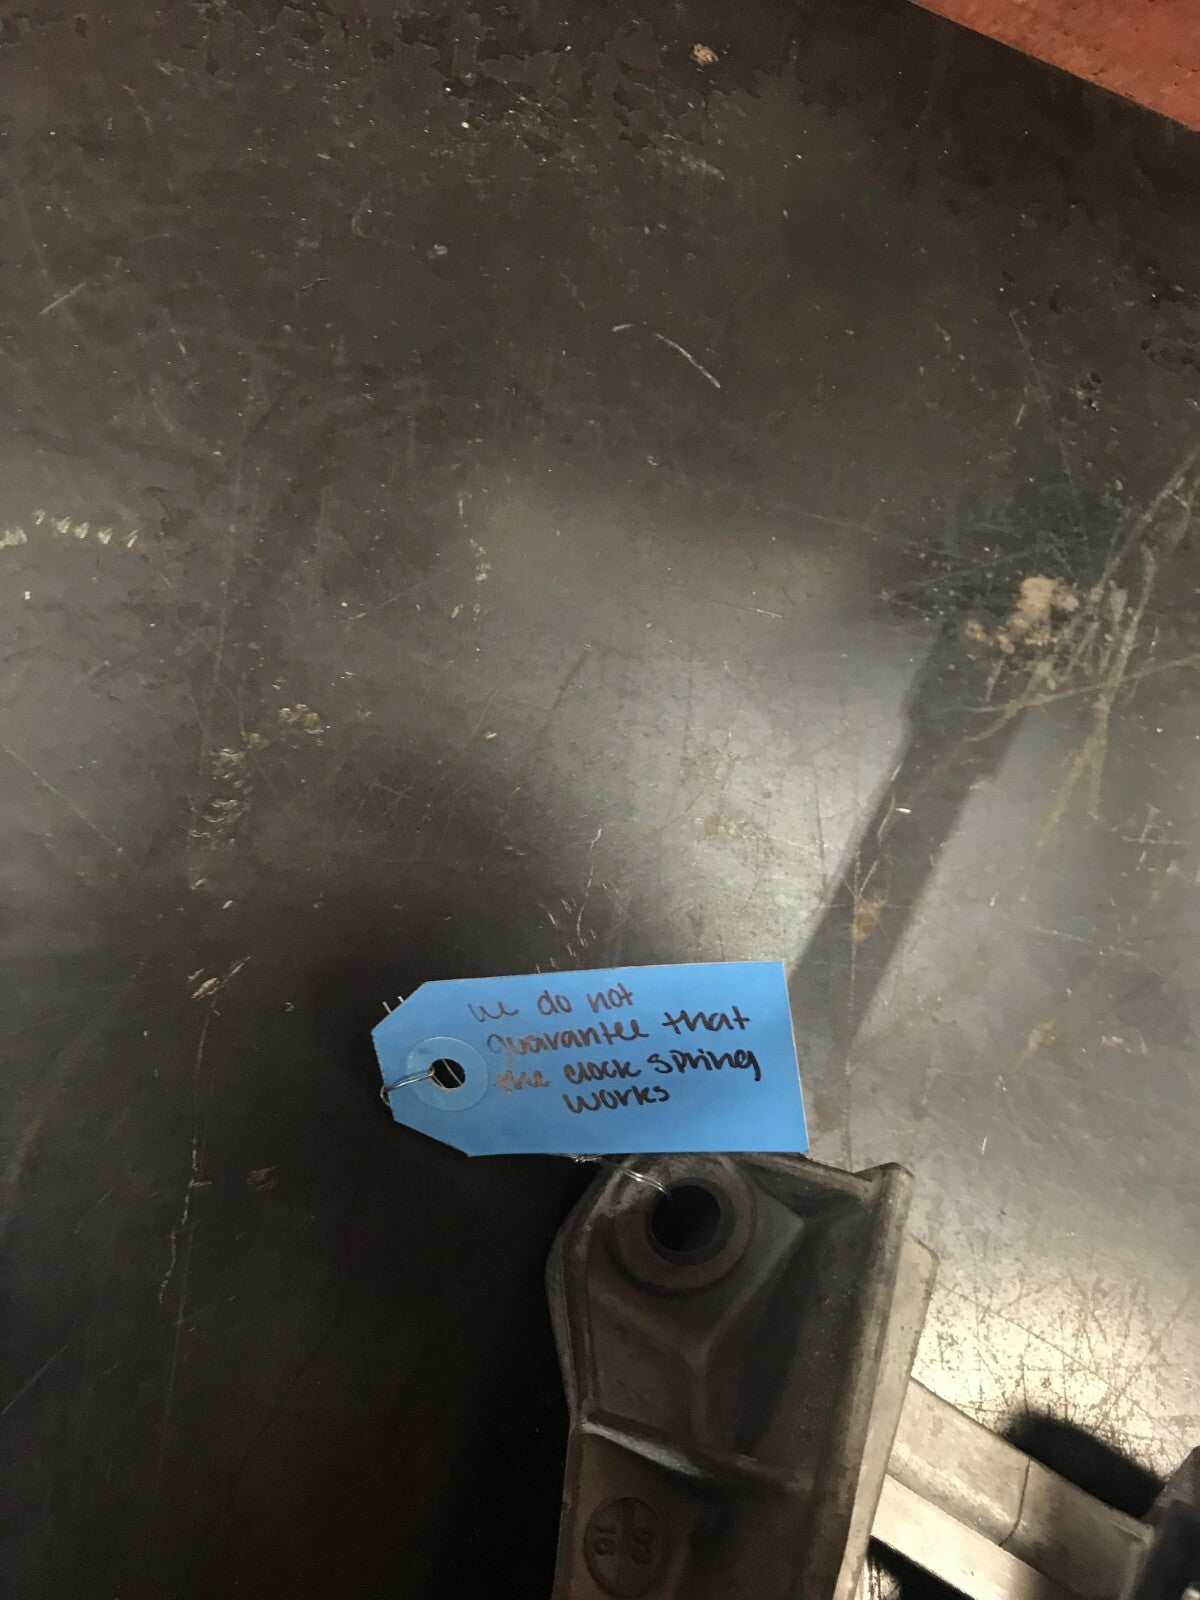 We do not
guarantee that
the clock spring
works